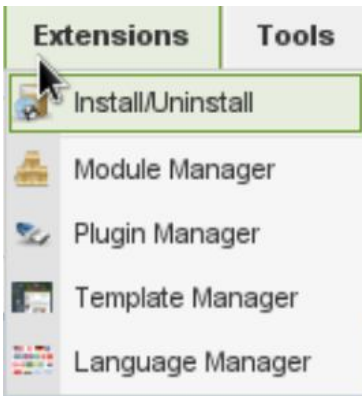 Extensions Tools
Install/Uninstall
Module Manager
Plugin Manager
Template Manager
Language Manager